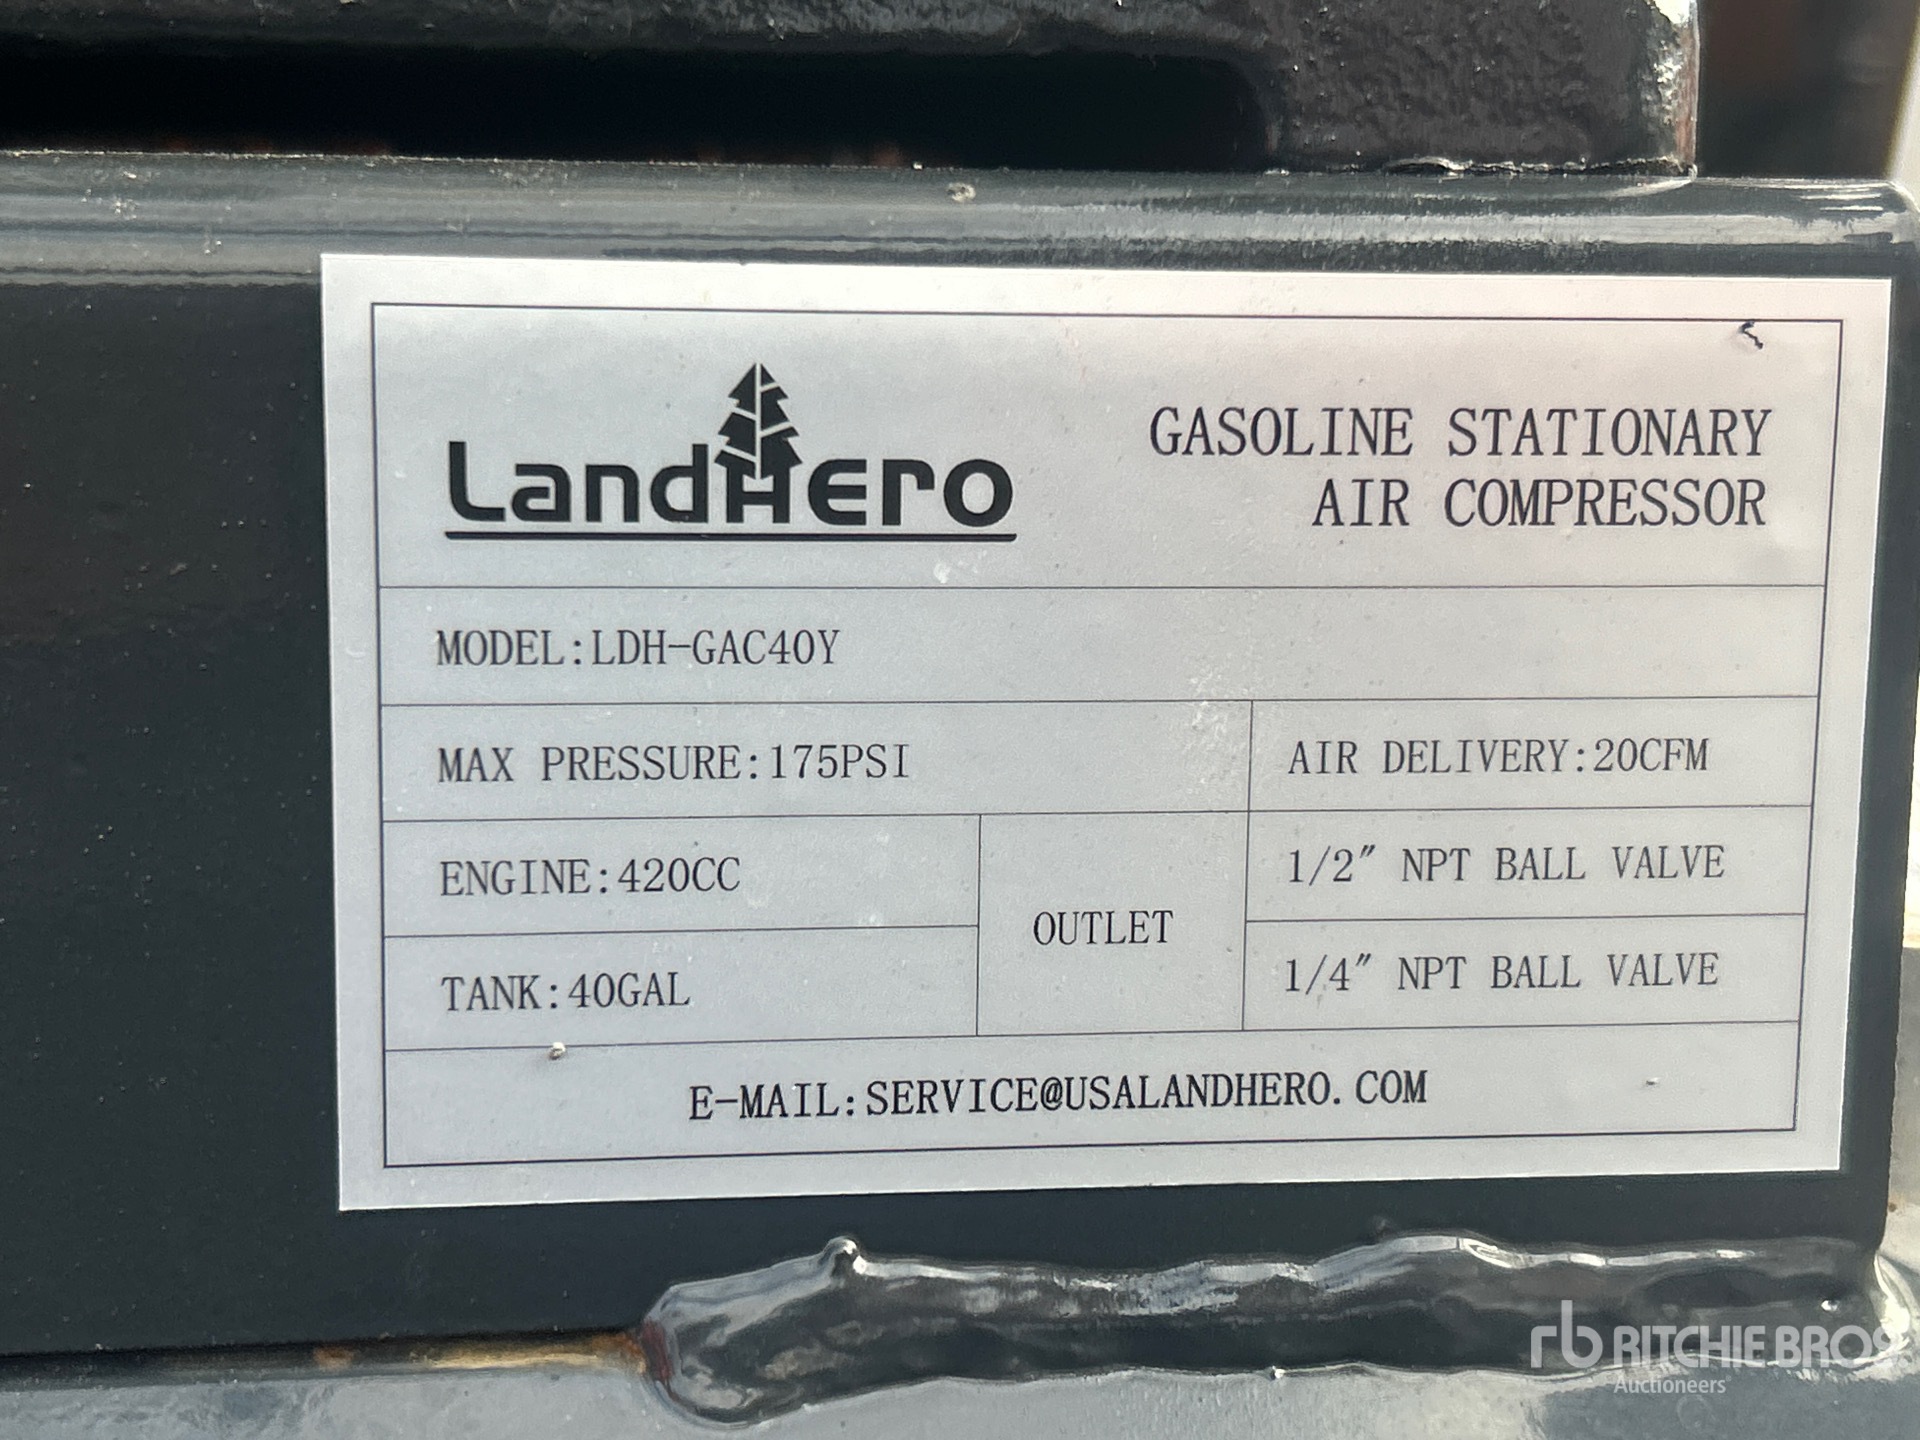 LandHero
GASOLINE STATIONARY
AIR COMPRESSOR
MODEL:LDH-GAC40Y
MAX PRESSURE:175PSI
AIR DELIVERY:20CFM
ENGINE:420CC
TANK:40GAL
OUTLET
1/2" NPT BALL VALVE
1/4" NPT BALL VALVE
E-MAIL:SERVICE@USALANDHERO.COM
rb RITCHIE BROS.
Auctioneers